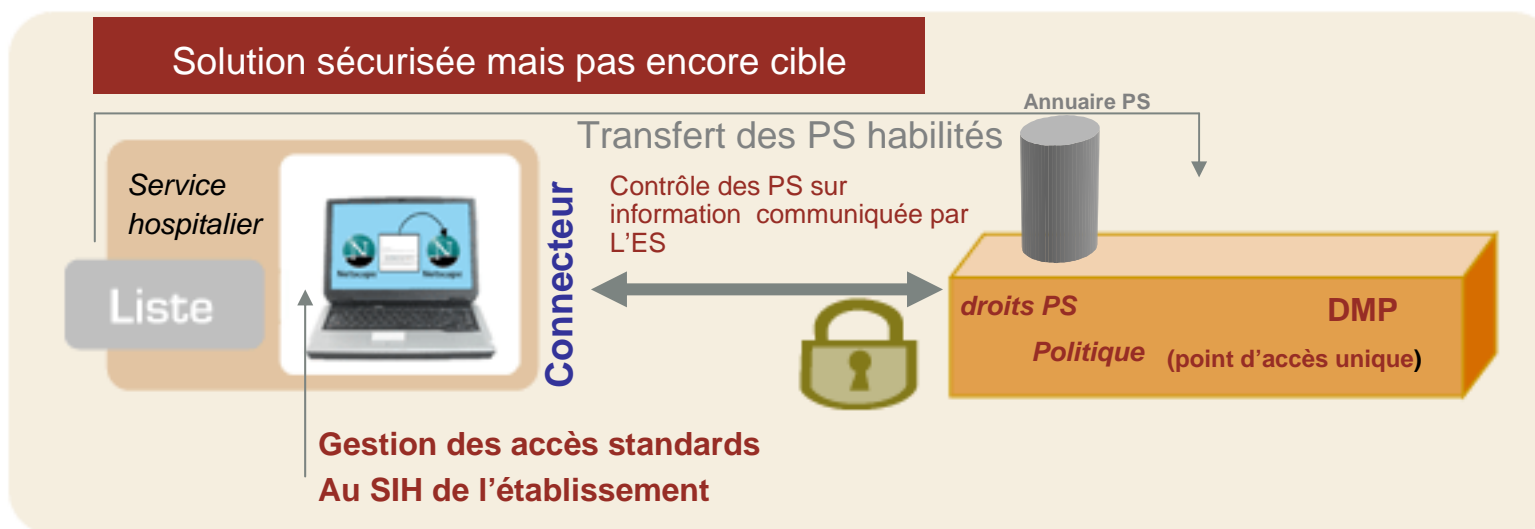 Solution sécurisée mais pas encore cible
Annuaire PS
Transfert des PS habilités
Service
hospitalier
Liste
Netscape
Netscape
Connecteur
Contrôle des PS sur
information communiquée par
L'ES
droits PS
DMP
Politique
(point d'accès unique)
Gestion des accès standards
Au SIH de l'établissement